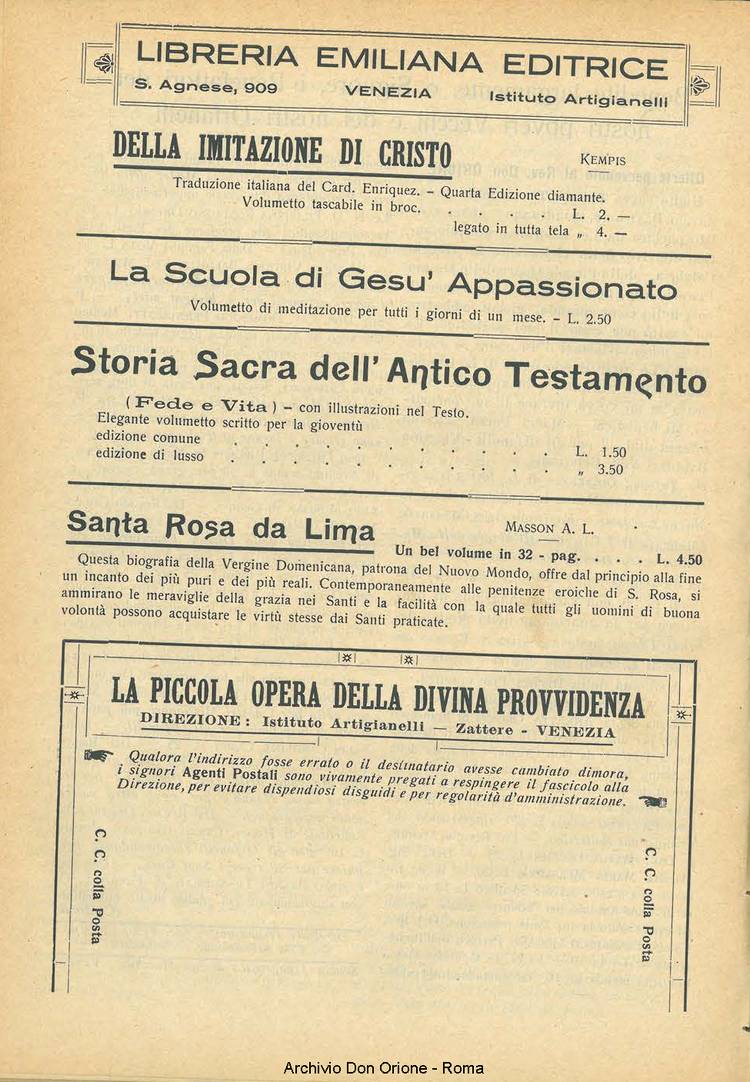 LIBRERIA EMILIANA EDITRICE
S. Agnese, 909 VENEZIA Istituto Artigianelli
DELLA IMITAZIONE DI CRISTO KEMPIS
Traduzione italiana del Card. Enriquez. – Quarta Edizione diamante.
Volumetto tascabile in broc. . . . . . L. 2. —
legato in tutta tela „ 4. —
La Scuola di Gesu' Appassionato
Volumetto di meditazione per tutti i giorni di un mese. – L. 2.50
Storia Sacra dell' Antico Testamento
(Fede e Vita) – con illustrazioni nel Testo.
Elegante volumetto scritto per la gioventù
edizione comune . . . . . . . . . . . L. 1.50
edizione di lusso . . . . . . . . . . . „ 3.50
Santa Rosa da Lima MASSON A. L.
Un bel volume in 32 - pag. . . . . L. 4.50
Questa biografia della Vergine Domenicana, patrona del Nuovo Mondo, offre dal principio alla fine
un incanto dei più puri e dei più reali. Contemporaneamente alle penitenze eroiche di S. Rosa, si
ammirano le meraviglie della grazia nei Santi e la facilità con la quale tutti gli uomini di buona
volontà possono acquistare le virtù stesse dai Santi praticate.
LA PICCOLA OPERA DELLA DIVINA PROVVIDENZA
DIREZIONE: Istituto Artigianelli — Zattere - VENEZIA
Qualora l'indirizzo fosse errato o il destinatario avesse cambiato dimora,
i signori Agenti Postali sono vivamente pregati a respingere il fascicolo alla
Direzione, per evitare dispendiosi disguidi e per regolarità d'amministrazione.
C. C. colla Posta
C. C. colla Posta
Archivio Don Orione - Roma